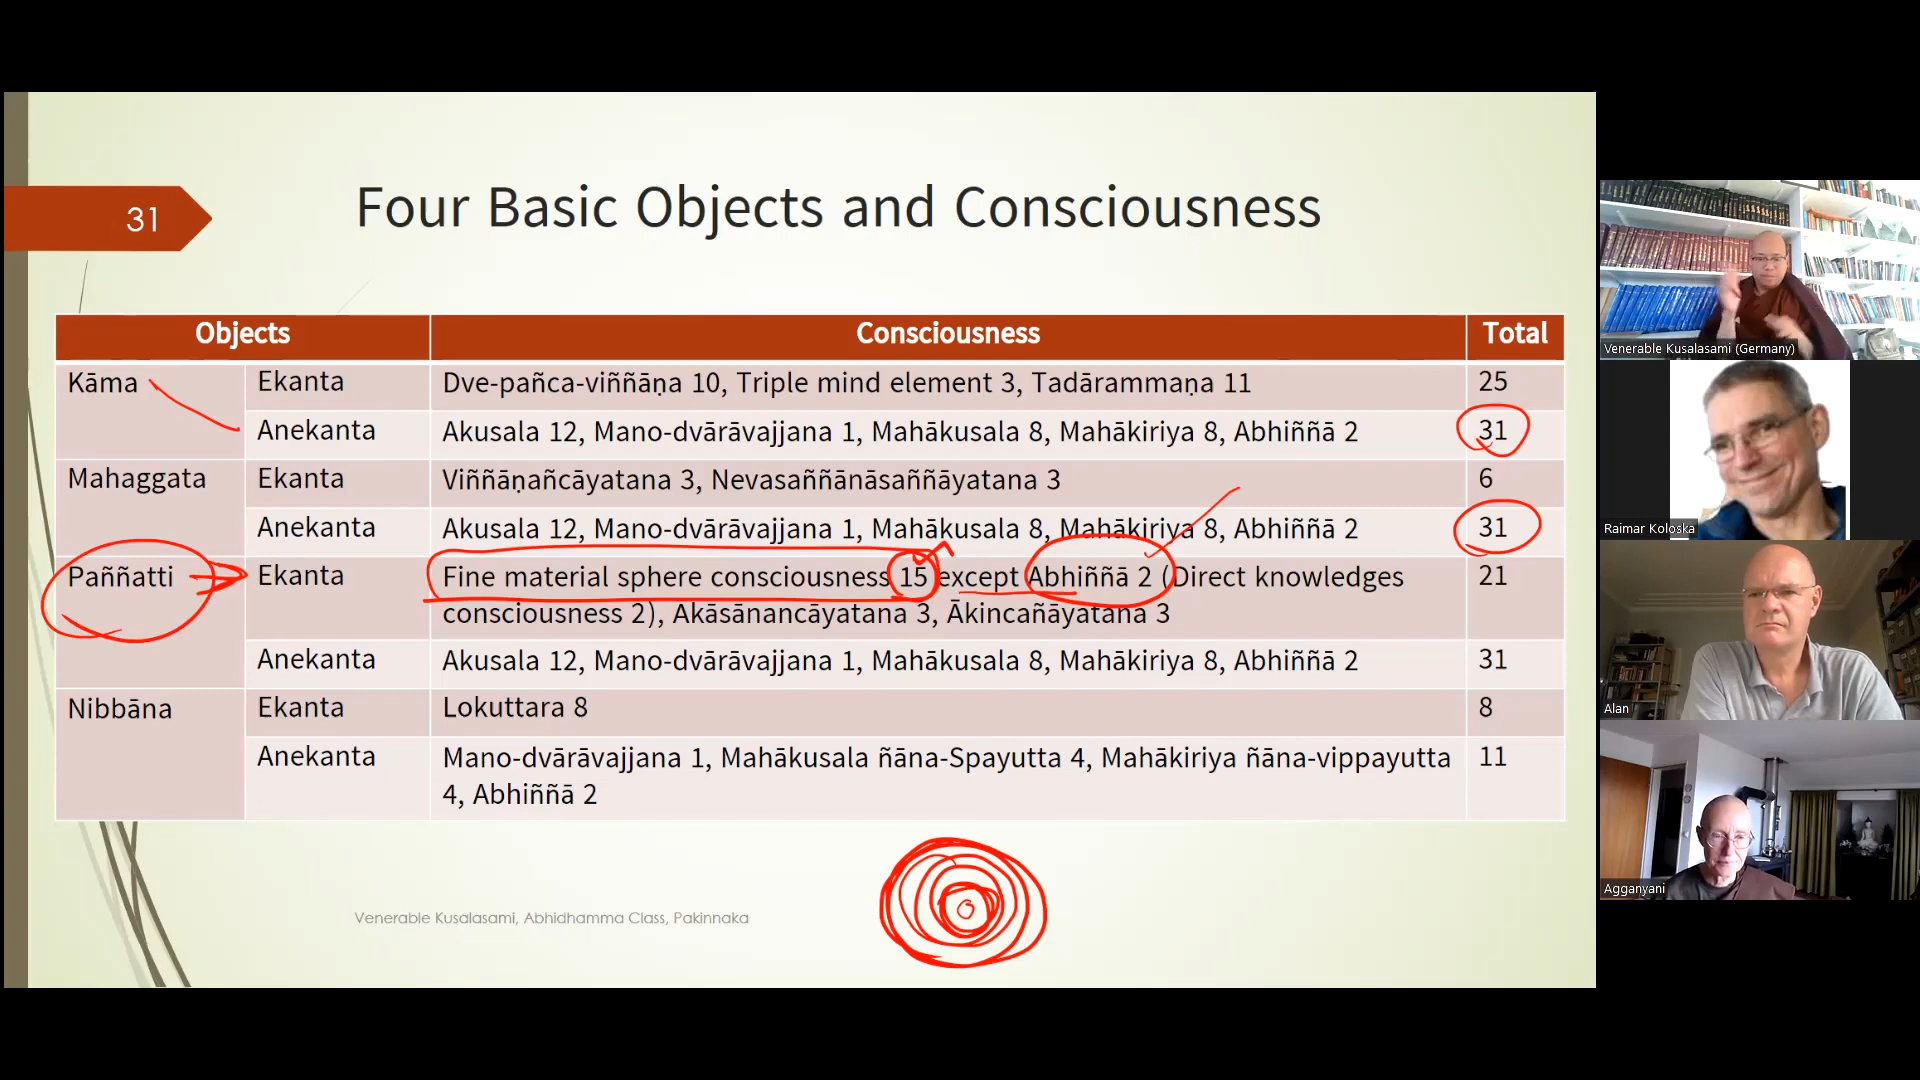 31
Four Basic Objects and Consciousness
Objects Consciousness Total
Kāma Ekanta Dve-pañca-viññāṇa 10, Triple mind element 3, Tadārammaṇa 11 25
Anekanta Akusala 12, Mano-dvārāvajjana 1, Mahākusala 8, Mahākiriya 8, Abhiññā 2 31
Mahaggata Ekanta Viññāṇañcāyatana 3, Nevasaññānāsaññāyatana 3 6
Anekanta Akusala 12, Mano-dvārāvajjana 1, Mahākusala 8, Mahākiriya 8, Abhiññā 2 31
Paññatti Ekanta Fine material sphere consciousness 15 except Abhiññā 2 (Direct knowledges 21
consciousness 2), Akāsānancāyatana 3, Ākincañāyatana 3
Anekanta Akusala 12, Mano-dvārāvajjana 1, Mahākusala 8, Mahākiriya 8, Abhiññā 2 31
Nibbāna Ekanta Lokuttara 8 8
Anekanta Mano-dvārāvajjana 1, Mahākusala ñāna-Spayutta 4, Mahākiriya ñāna-vippayutta 11
4, Abhiññā 2
Venerable Kusalasami, Abhidhamma Class, Pakinnaka
Venerable Kusalasami (Germany)
Raimar Koloska
Alan
Agganyani